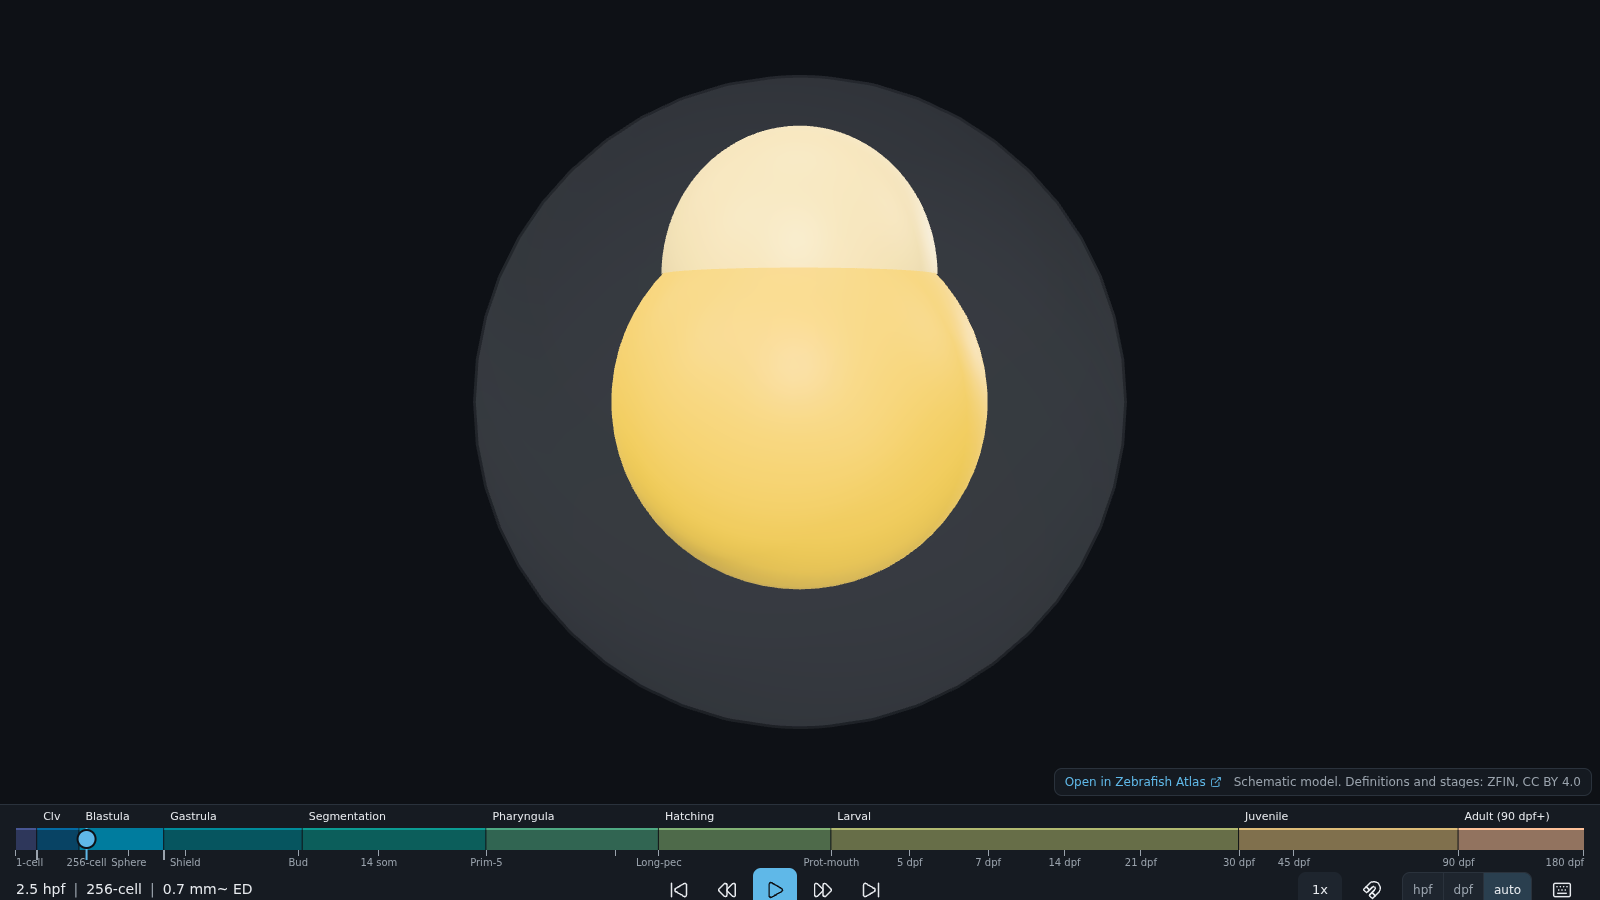 Open in Zebrafish Atlas Schematic model. Definitions and stages: ZFIN, CC BY 4.0
Clv Blastula Gastrula Segmentation Pharyngula Hatching Larval Juvenile Adult (90 dpf+)
1-cell 256-cell Sphere Shield Bud 14 som Prim-5 Long-pec Prot-mouth 5 dpf 7 dpf 14 dpf 21 dpf 30 dpf 45 dpf 90 dpf 180 dpf
2.5 hpf | 256-cell | 0.7 mm~ ED 1x hpf dpf auto